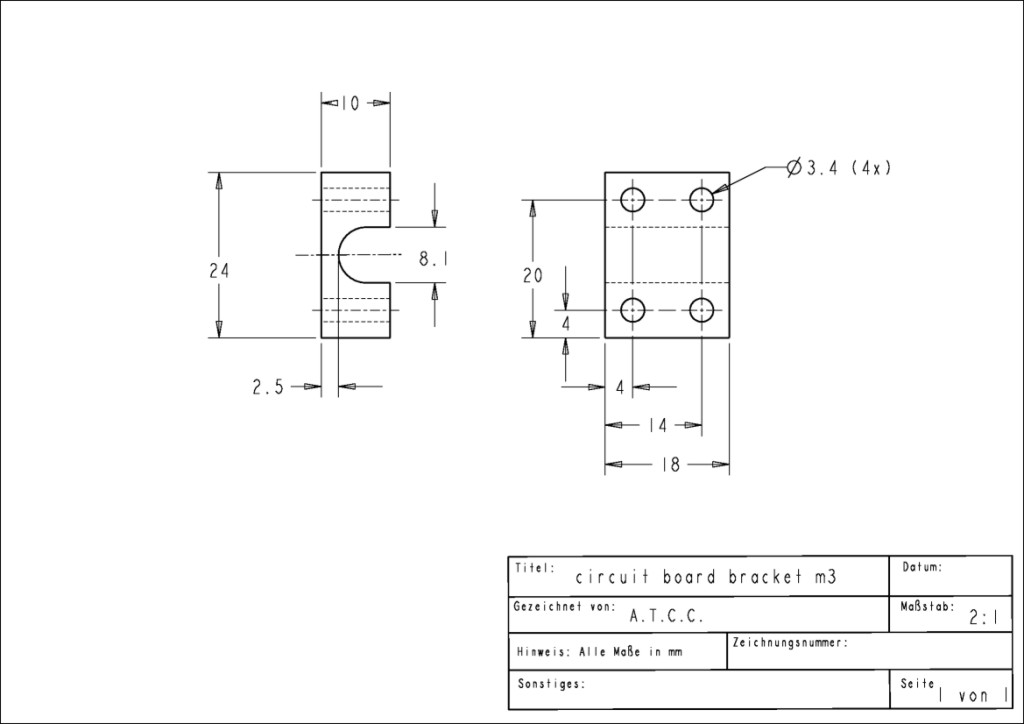 10
Ø3.4 (4x)
24
8.1
20
4
2.5
4
14
18
Titel:
circuit board bracket m3
Datum:
Gezeichnet von:
A.T.C.C.
Maßstab:
2:1
Hinweis: Alle Maße in mm
Zeichnungsnummer:
Sonstiges:
Seite
1 von 1